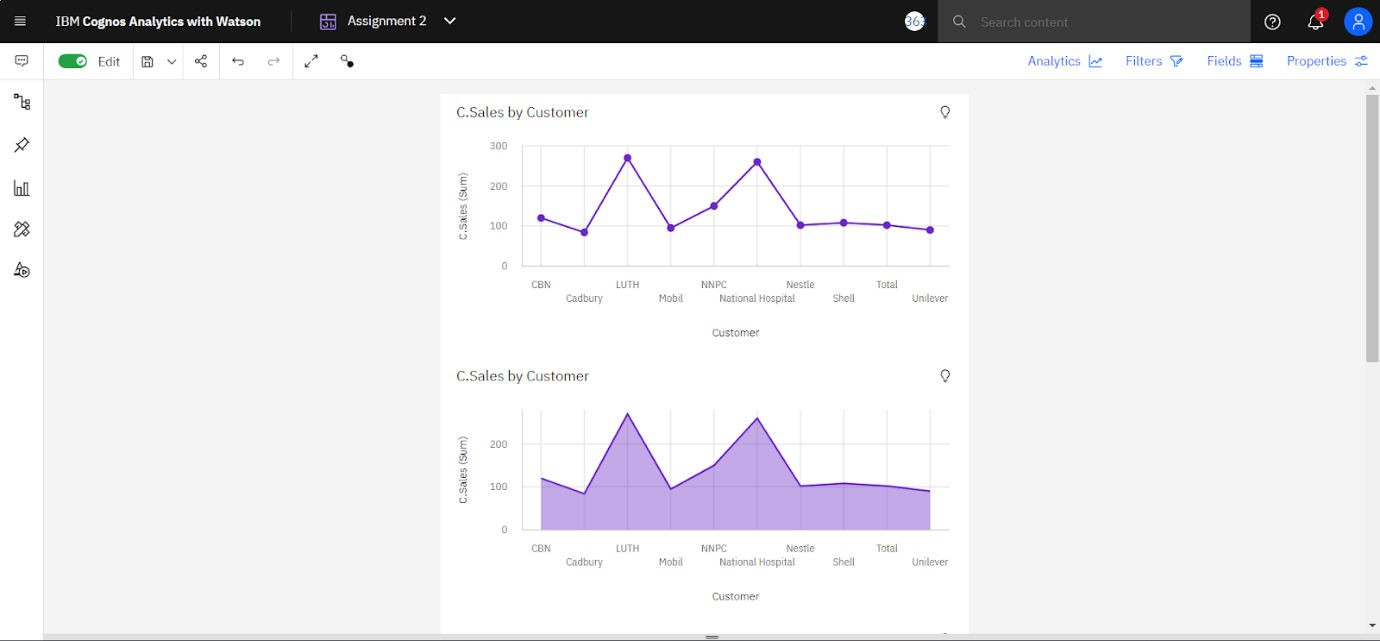 IBM Cognos Analytics with Watson
Assignment 2
363
Search content
1
Edit
Analytics
Filters
Fields
Properties
C.Sales by Customer
300
200
100
0
C.Sales (Sum)
CBN Cadbury LUTH Mobil NNPC National Hospital Nestle Shell Total Unilever
Customer
C.Sales by Customer
200
100
0
C.Sales (Sum)
CBN Cadbury LUTH Mobil NNPC National Hospital Nestle Shell Total Unilever
Customer